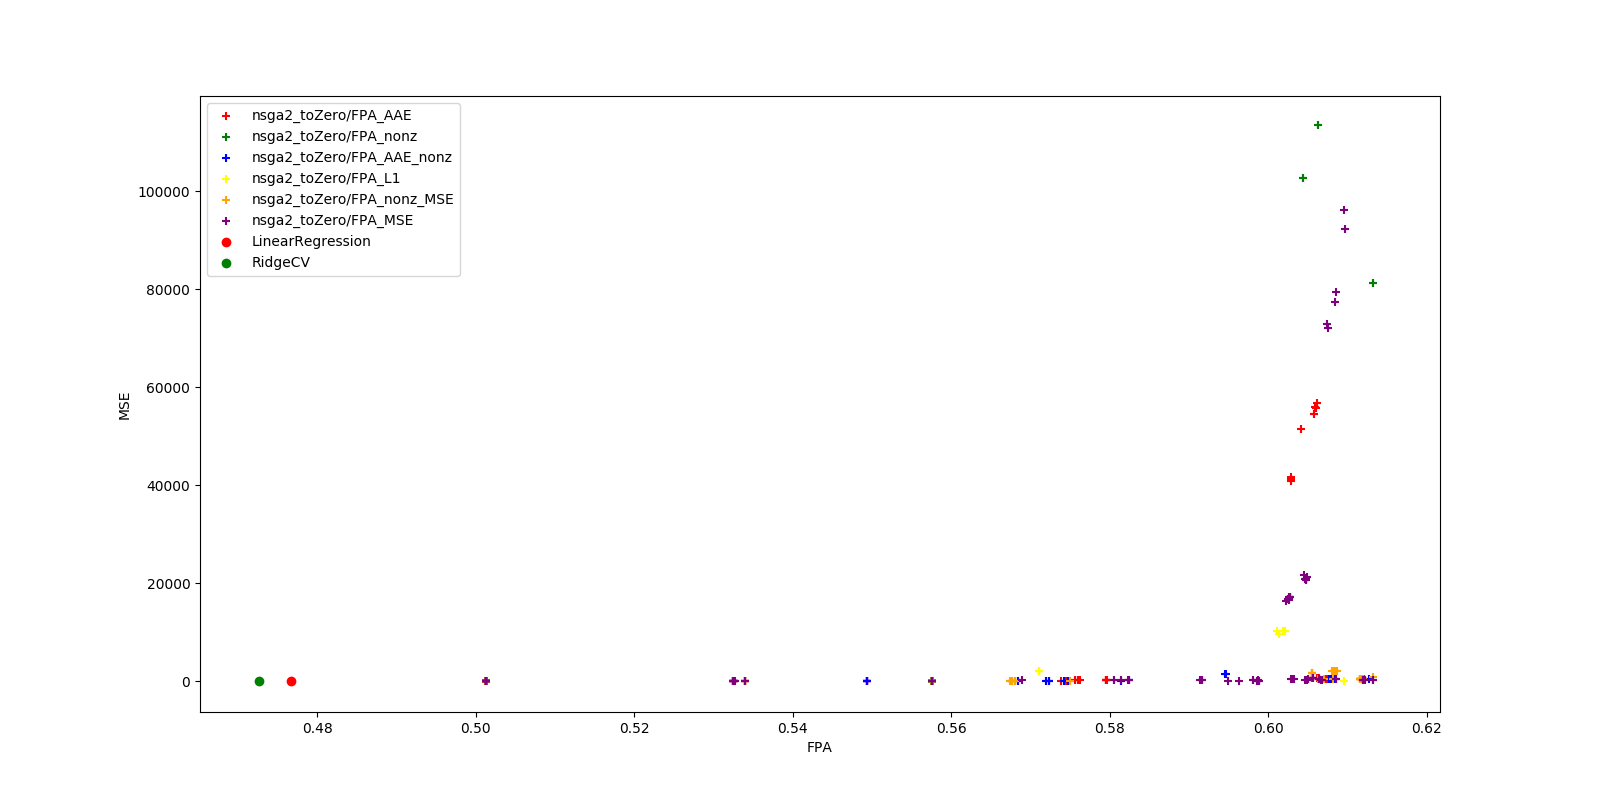 nsga2_toZero/FPA_AAE
nsga2_toZero/FPA_nonz
nsga2_toZero/FPA_AAE_nonz
nsga2_toZero/FPA_L1
nsga2_toZero/FPA_nonz_MSE
nsga2_toZero/FPA_MSE
LinearRegression
RidgeCV
MSE
100000
80000
60000
40000
20000
0
0.48 0.50 0.52 0.54 0.56 0.58 0.60 0.62
FPA